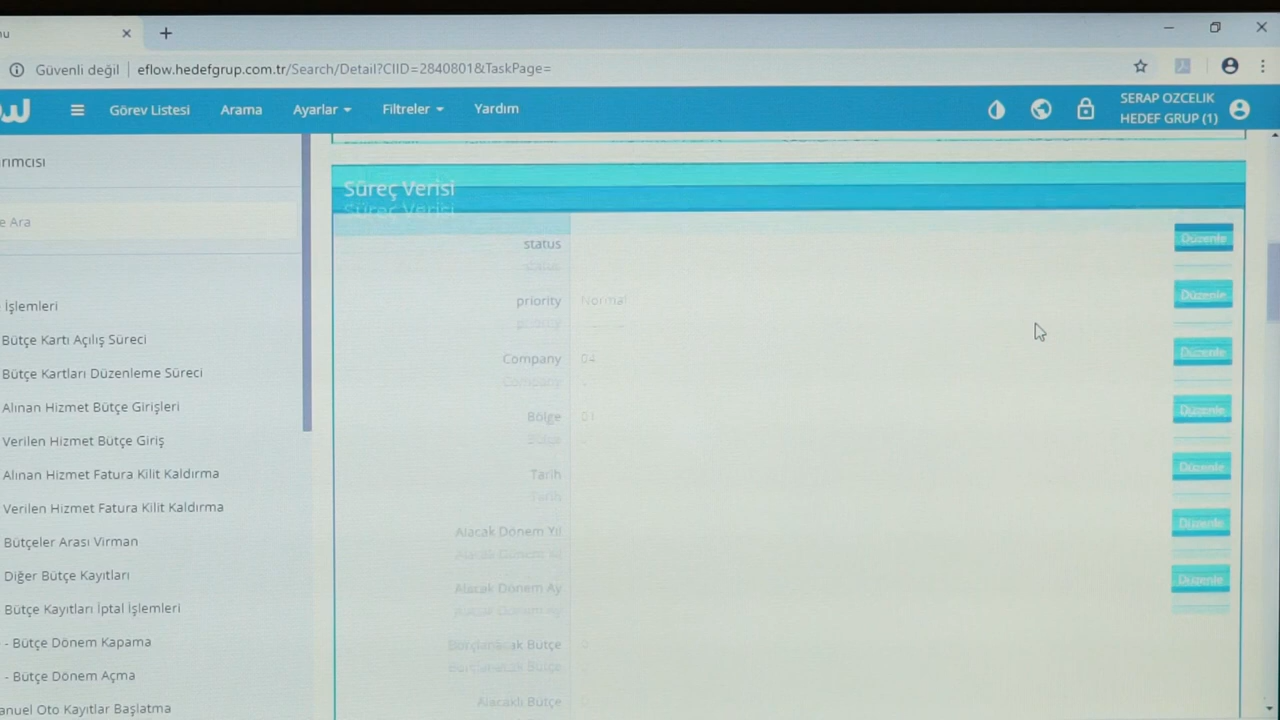 Güvenli değil | eflow.hedefgrup.com.tr/Search/Detail?CIID=2840801&TaskPage=
Görev Listesi Arama Ayarlar Filtreler Yardım
SERAP OZCELIK
HEDEF GRUP (1)
rımcısı
e Ara
İşlemleri
Bütçe Kartı Açılış Süreci
Bütçe Kartları Düzenleme Süreci
Alınan Hizmet Bütçe Girişleri
Verilen Hizmet Bütçe Giriş
Alınan Hizmet Fatura Kilit Kaldırma
Verilen Hizmet Fatura Kilit Kaldırma
Bütçeler Arası Virman
Diğer Bütçe Kayıtları
Bütçe Kayıtları İptal İşlemleri
- Bütçe Dönem Kapama
- Bütçe Dönem Açma
anuel Oto Kayıtlar Başlatma
Süreç Verisi
status Düzenle
priority Normal Düzenle
Company 04 Düzenle
Bölge 01 Düzenle
Tarih Düzenle
Alacak Dönem Yıl Düzenle
Alacak Dönem Ay Düzenle
Borçlanacak Bütçe
Alacaklı Bütçe